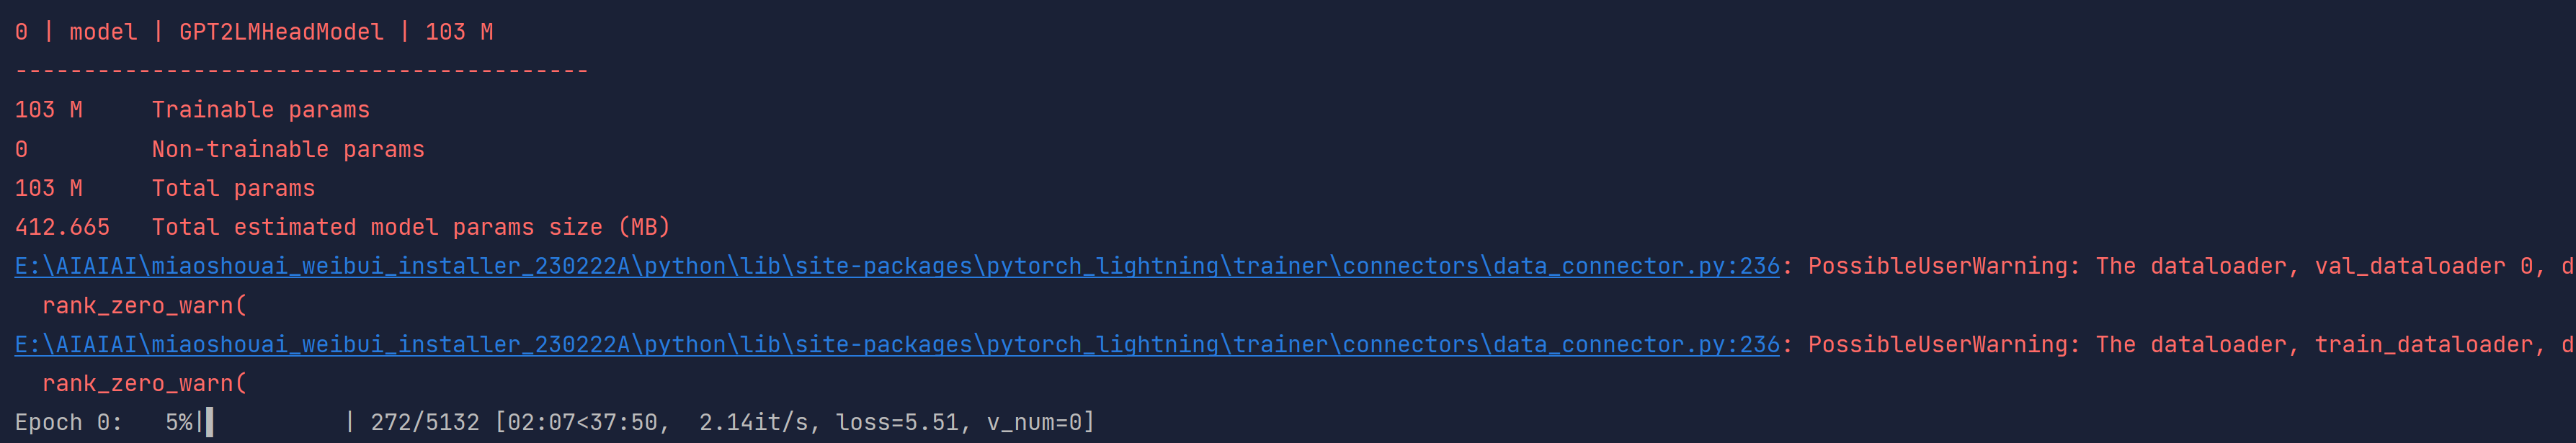 0 | model | GPT2LMHeadModel | 103 M
------------------------------------------
103 M     Trainable params
0         Non-trainable params
103 M     Total params
412.665   Total estimated model params size (MB)
E:\AIAIAI\miaoshouai_weibui_installer_230222A\python\lib\site-packages\pytorch_lightning\trainer\connectors\data_connector.py:236: PossibleUserWarning: The dataloader, val_dataloader 0, d
  rank_zero_warn(
E:\AIAIAI\miaoshouai_weibui_installer_230222A\python\lib\site-packages\pytorch_lightning\trainer\connectors\data_connector.py:236: PossibleUserWarning: The dataloader, train_dataloader, d
  rank_zero_warn(
Epoch 0:   5%|▌         | 272/5132 [02:07<37:50,  2.14it/s, loss=5.51, v_num=0]